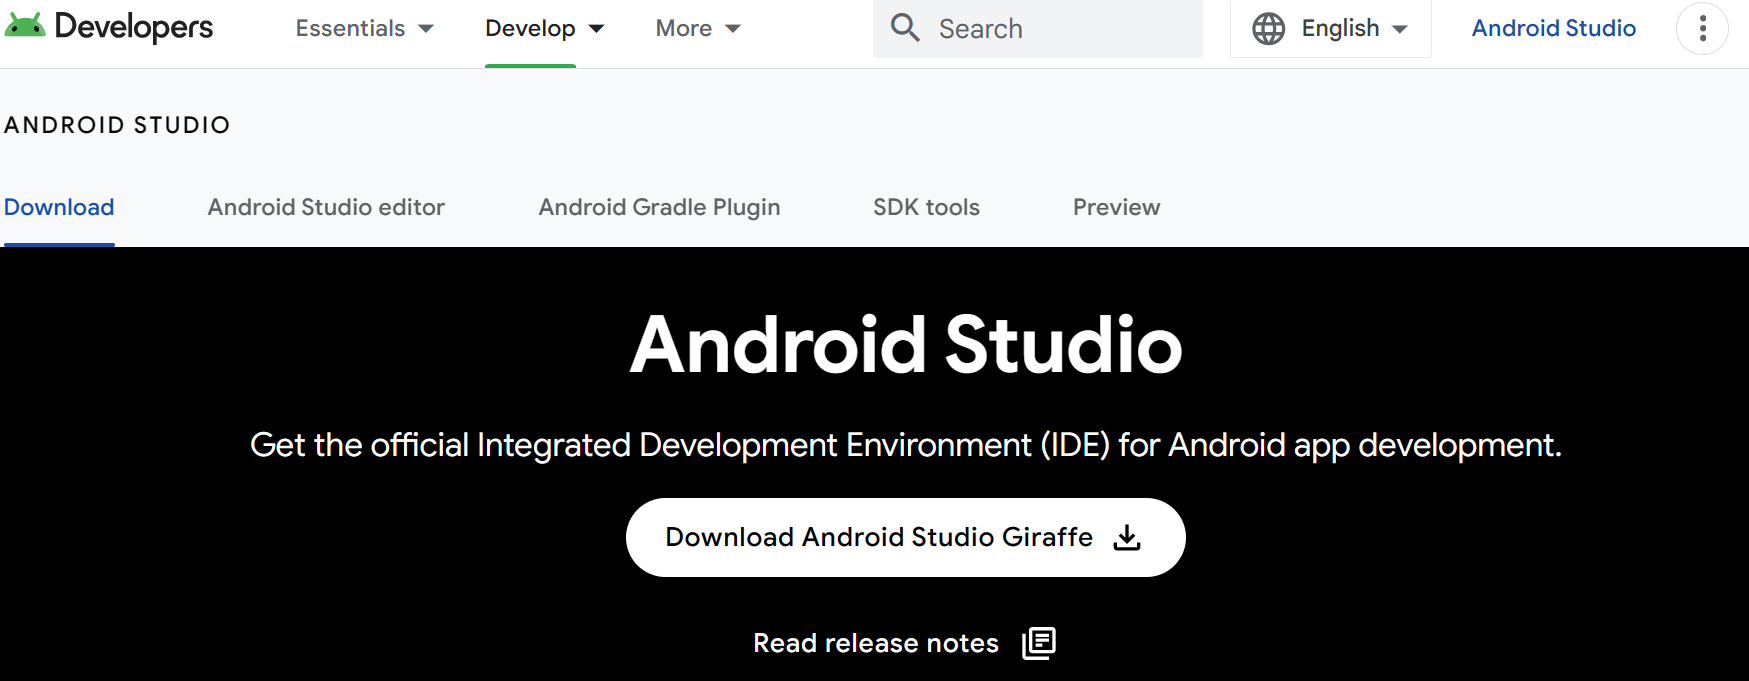 Developers Essentials Develop More Search English Android Studio
ANDROID STUDIO
Download Android Studio editor Android Gradle Plugin SDK tools Preview
Android Studio
Get the official Integrated Development Environment (IDE) for Android app development.
Download Android Studio Giraffe
Read release notes